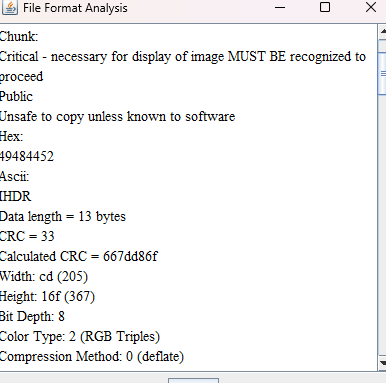 File Format Analysis
Chunk:
Critical - necessary for display of image MUST BE recognized to
proceed
Public
Unsafe to copy unless known to software
Hex:
49484452
Ascii:
IHDR
Data length = 13 bytes
CRC = 33
Calculated CRC = 667dd86f
Width: cd (205)
Height: 16f (367)
Bit Depth: 8
Color Type: 2 (RGB Triples)
Compression Method: 0 (deflate)